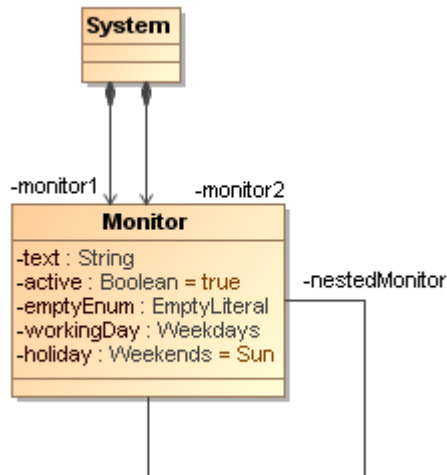 System
-monitor1
-monitor2
Monitor
-text : String
-active : Boolean = true
-emptyEnum : EmptyLiteral
-workingDay : Weekdays
-holiday : Weekends = Sun
-nestedMonitor